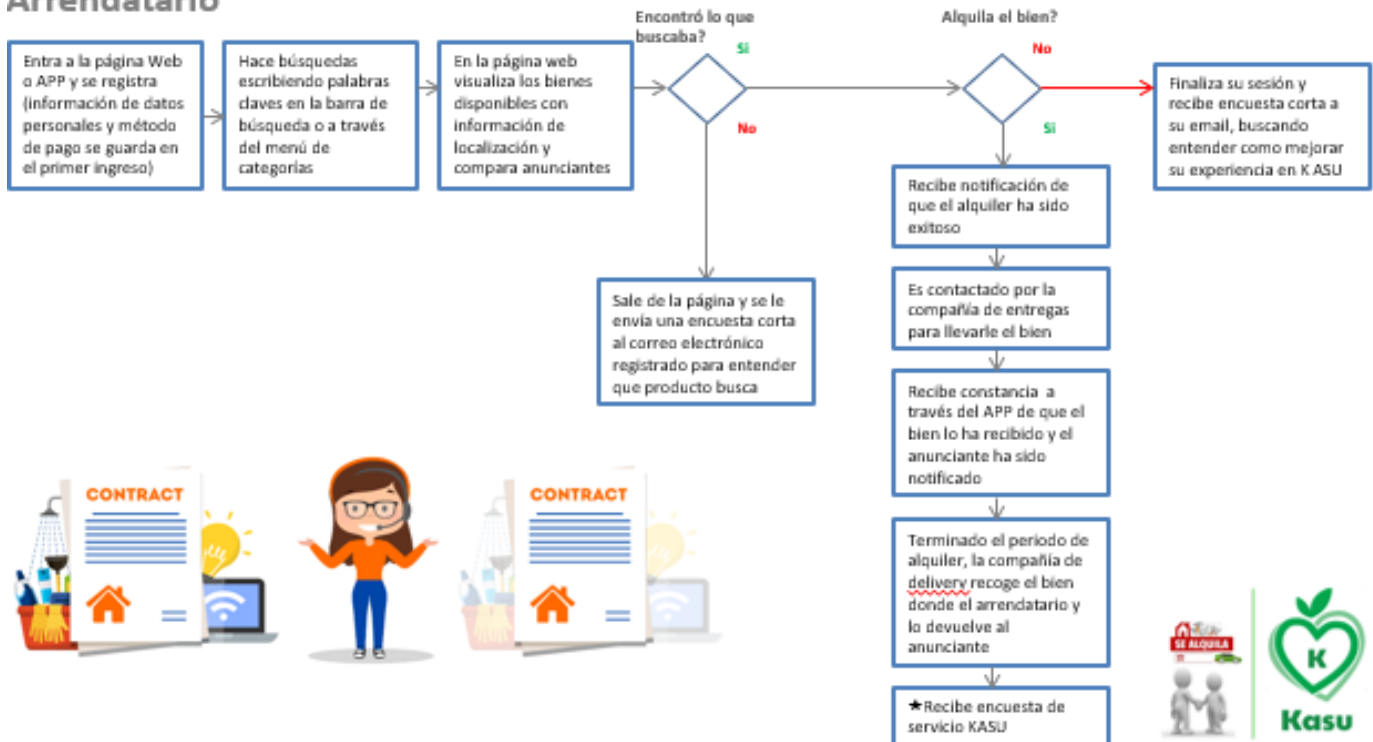 Arrendatario
Encontró lo que
buscaba?
Si
No
Alquila el bien?
No
Si
Entra a la página Web
o APP y se registra
(información de datos
personales y método
de pago se guarda en
el primer ingreso)
Hace búsquedas
escribiendo palabras
claves en la barra de
búsqueda o a través
del menú de
categorías
En la página web
visualiza los bienes
disponibles con
información de
localización y
compara anunciantes
Finaliza su sesión y
recibe encuesta corta a
su email, buscando
entender como mejorar
su experiencia en KASU
Sale de la página y se le
envía una encuesta corta
al correo electrónico
registrado para entender
que producto busca
Recibe notificación de
que el alquiler ha sido
exitoso
Es contactado por la
compañía de entregas
para llevarle el bien
Recibe constancia a
través del APP de que el
bien lo ha recibido y el
anunciante ha sido
notificado
Terminado el periodo de
alquiler, la compañía de
delivery recoge el bien
donde el arrendatario y
lo devuelve al
anunciante
★Recibe encuesta de
servicio KASU
CONTRACT
CONTRACT
SE ALQUILA
K
Kasu